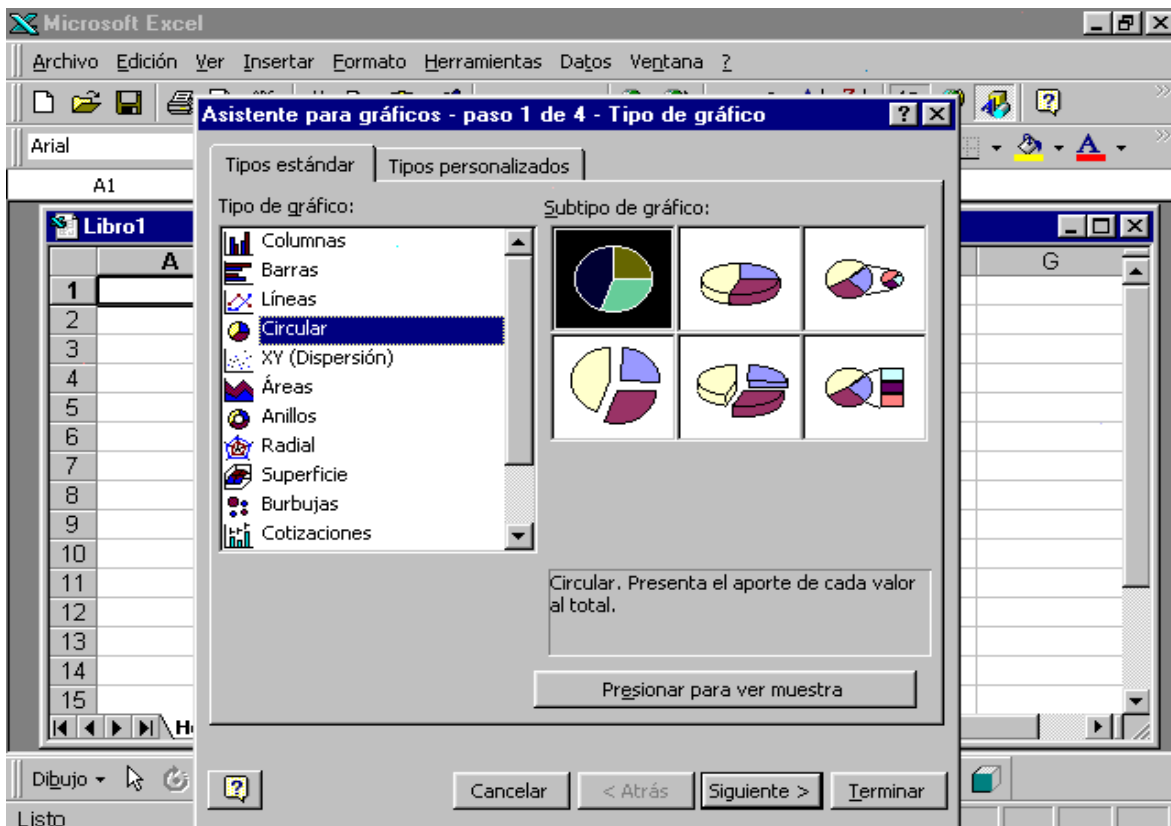 Microsoft Excel
Archivo Edición Ver Insertar Formato Herramientas Datos Ventana ?
Asistente para gráficos - paso 1 de 4 - Tipo de gráfico
Arial
Tipos estándar Tipos personalizados
A1
Tipo de gráfico: Subtipo de gráfico:
Libro1
A G
Columnas
Barras
Líneas
Circular
XY (Dispersión)
Áreas
Anillos
Radial
Superficie
Burbujas
Cotizaciones
1
2
3
4
5
6
7
8
9
10
11
12
13
14
15
Circular. Presenta el aporte de cada valor
al total.
Presionar para ver muestra
Dibujo
Cancelar < Atrás Siguiente > Terminar
Listo